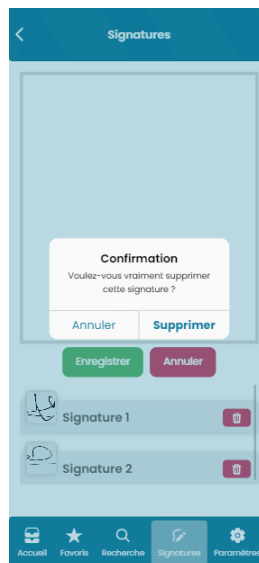 Signatures
Confirmation
Voulez-vous vraiment supprimer
cette signature ?
Annuler Supprimer
Enregistrer Annuler
Signature 1
Signature 2
Accueil Favoris Recherche Signatures Paramètres